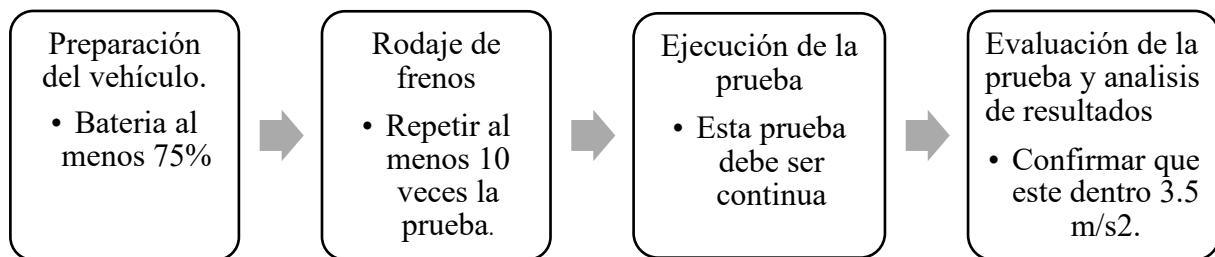 Preparación
del vehículo.
• Bateria al
menos 75%
Rodaje de
frenos
• Repetir al
menos 10
veces la
prueba.
Ejecución de la
prueba
• Esta prueba
debe ser
continua
Evaluación de la
prueba y analisis
de resultados
• Confirmar que
este dentro 3.5
m/s2.